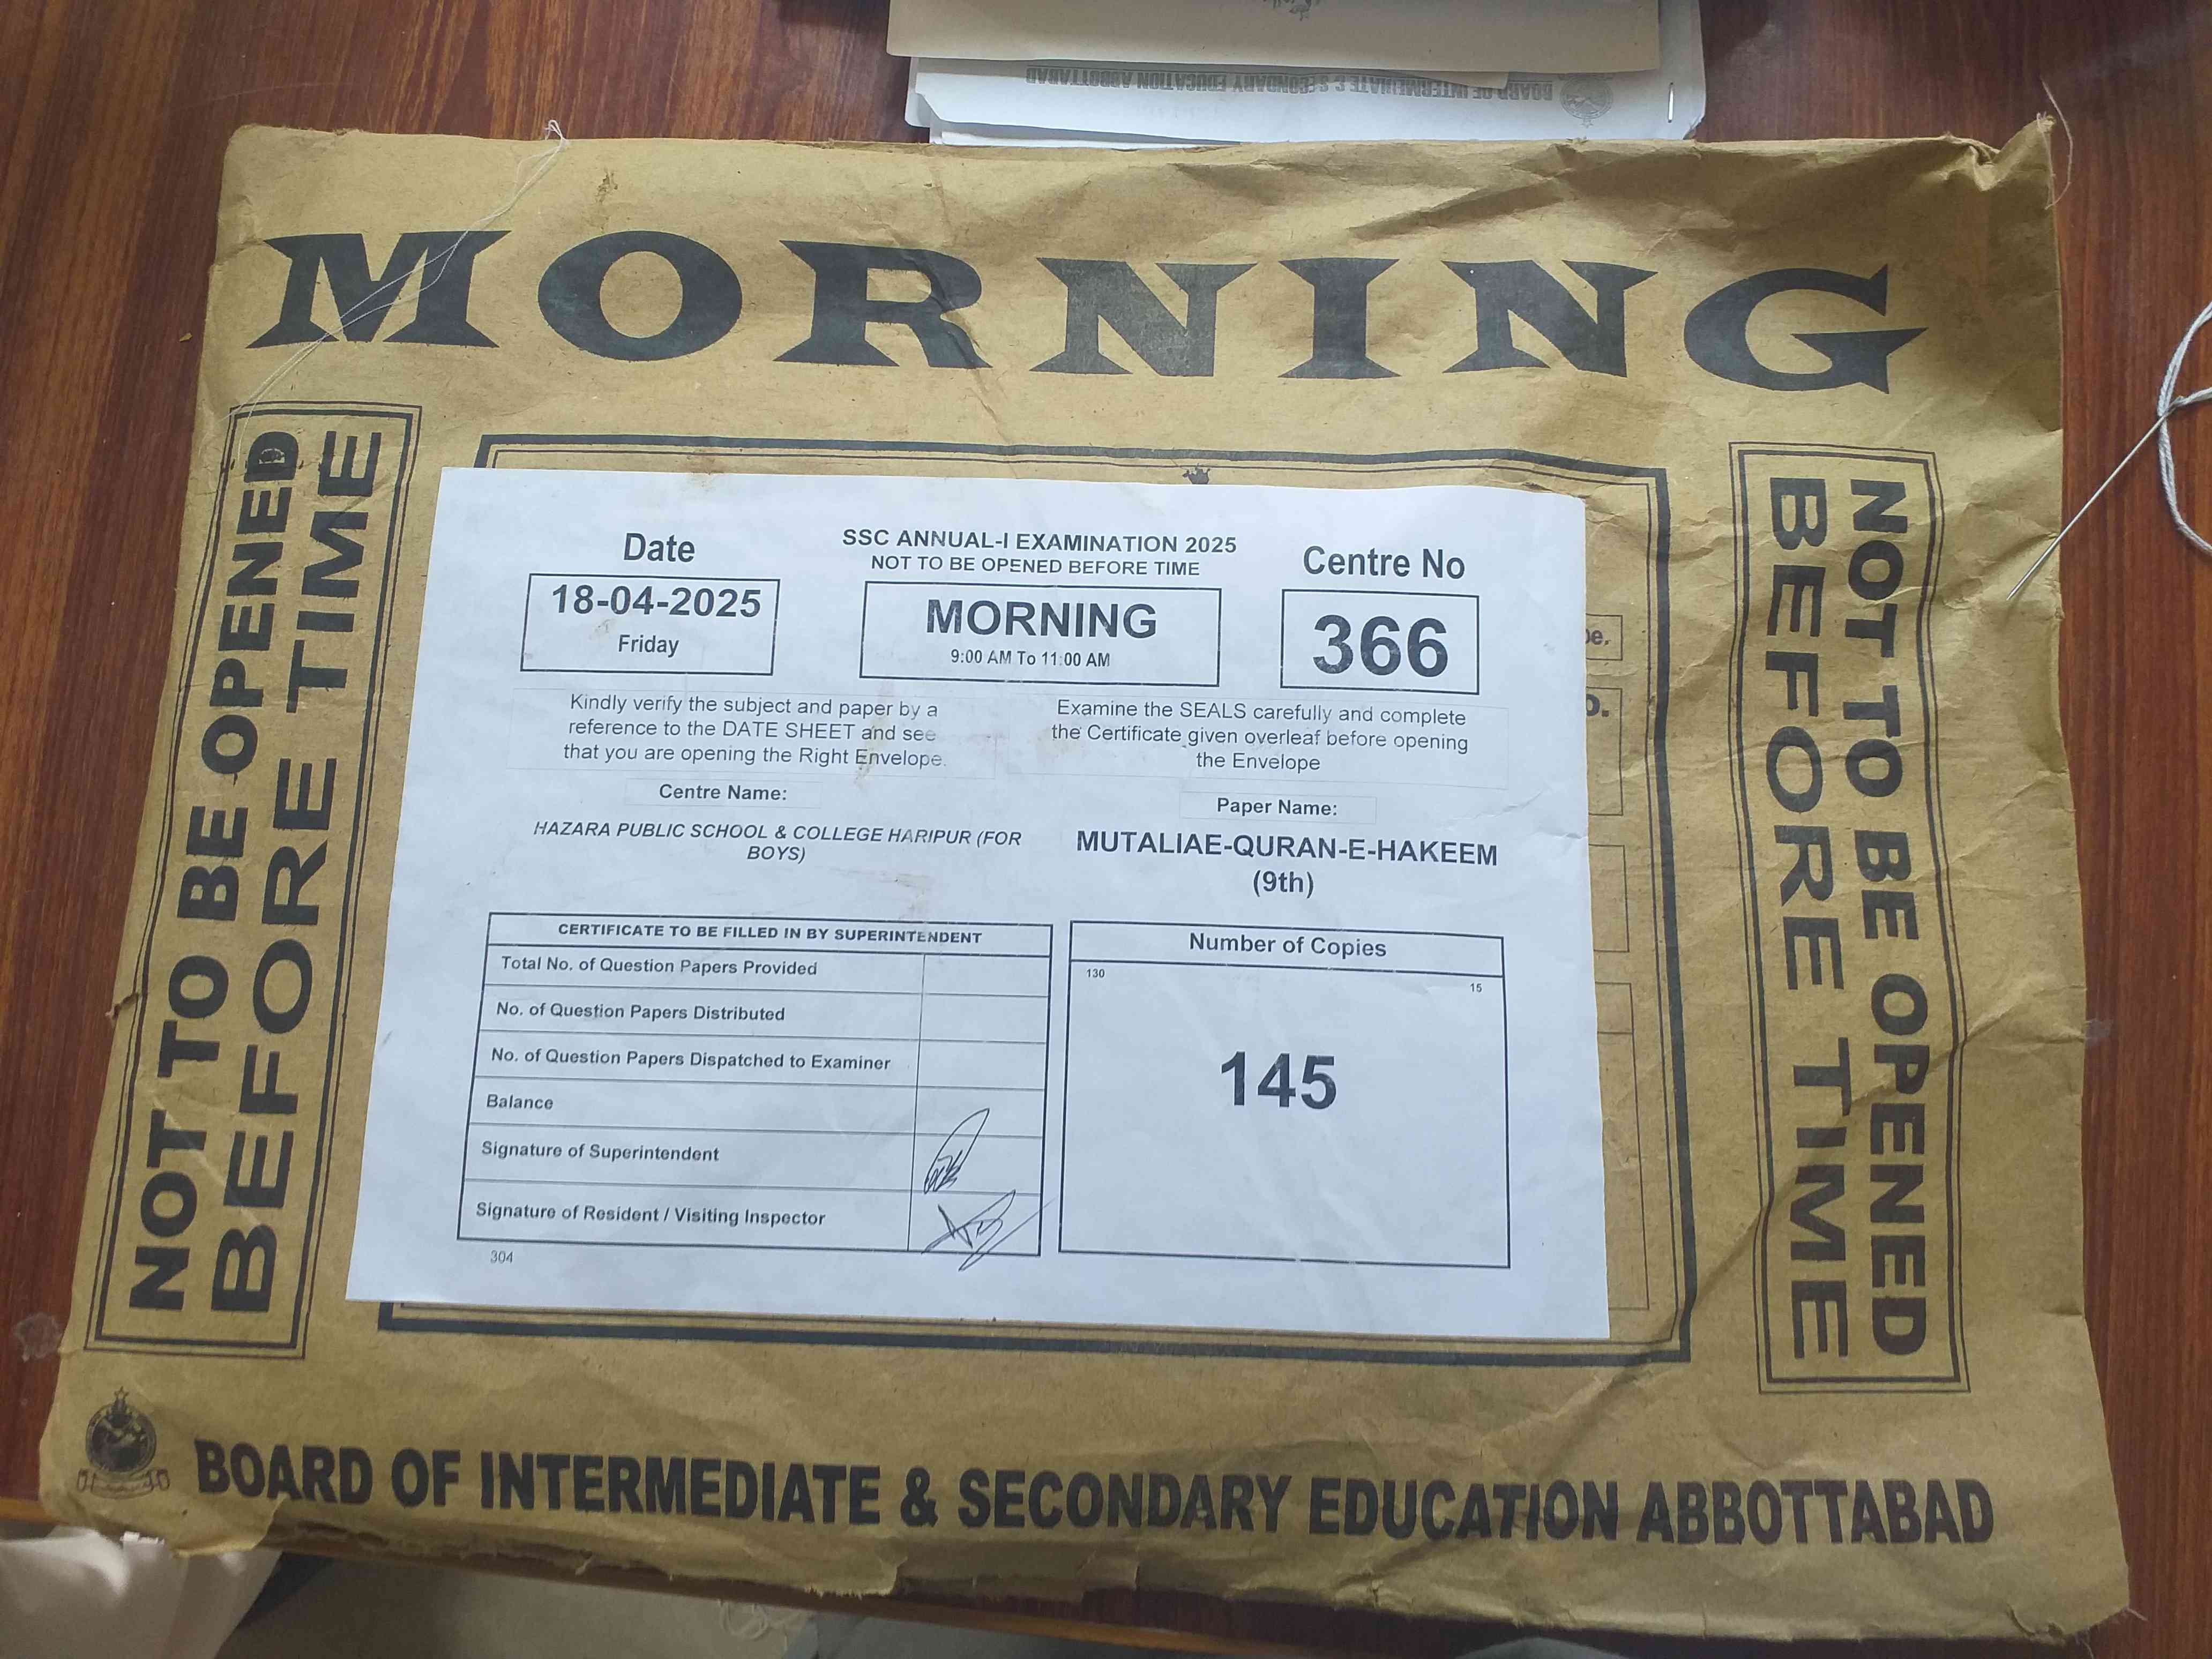 BOARD OF INTERMEDIATE & SECONDARY EDUCATION ABBOTTABAD
MORNING
NOT TO BE OPENED
BEFORE TIME
NOT TO BE OPENED
BEFORE TIME
Date
18-04-2025
Friday
SSC ANNUAL-I EXAMINATION 2025
NOT TO BE OPENED BEFORE TIME
MORNING
9:00 AM To 11:00 AM
Centre No
366
Kindly verify the subject and paper by a
reference to the DATE SHEET and see
that you are opening the Right Envelope.
Examine the SEALS carefully and complete
the Certificate given overleaf before opening
the Envelope
Centre Name:
HAZARA PUBLIC SCHOOL & COLLEGE HARIPUR (FOR
BOYS)
Paper Name:
MUTALIAE-QURAN-E-HAKEEM
(9th)
CERTIFICATE TO BE FILLED IN BY SUPERINTENDENT
Total No. of Question Papers Provided
No. of Question Papers Distributed
No. of Question Papers Dispatched to Examiner
Balance
Signature of Superintendent
Signature of Resident / Visiting Inspector
304
Number of Copies
130
15
145
BOARD OF INTERMEDIATE & SECONDARY EDUCATION ABBOTTABAD